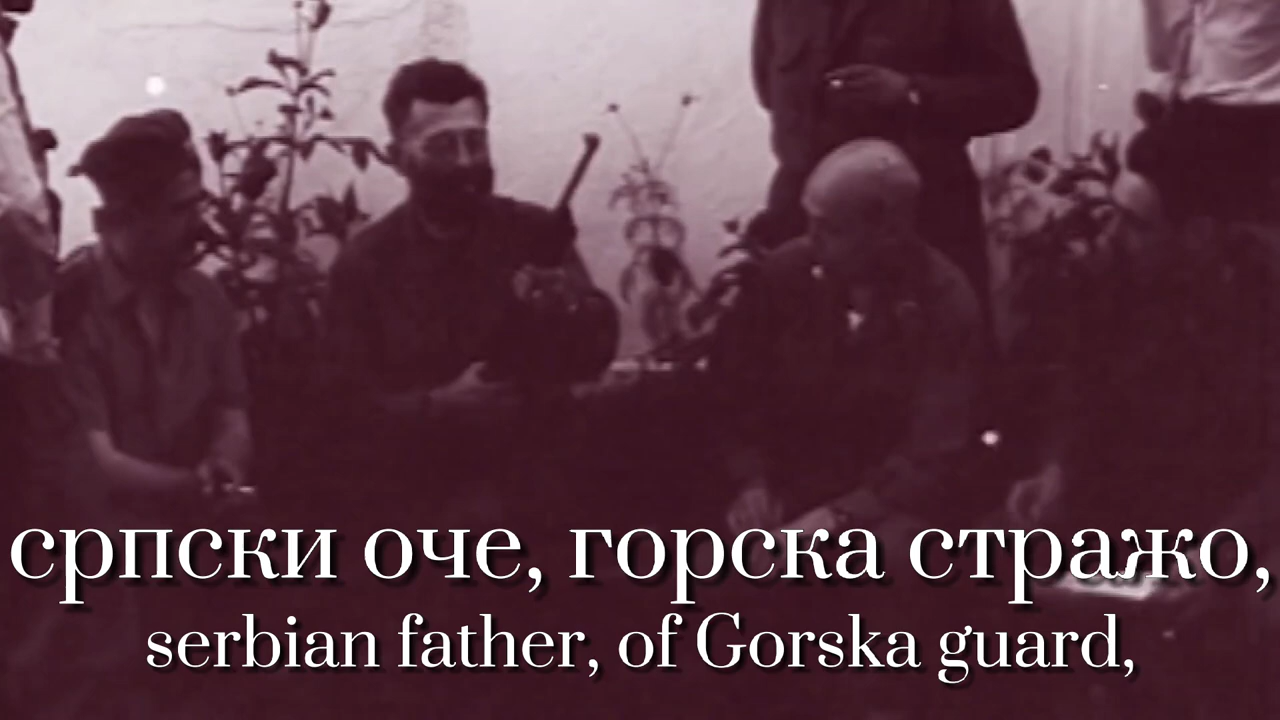 српски оче, горска стражо,
serbian father, of Gorska guard,